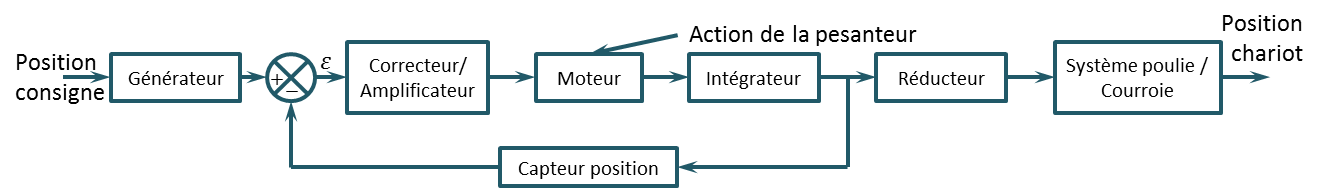 Position
consigne
Générateur
+
−
ε
Correcteur/
Amplificateur
Action de la pesanteur
Moteur
Intégrateur
Réducteur
Système poulie /
Courroie
Position
chariot
Capteur position